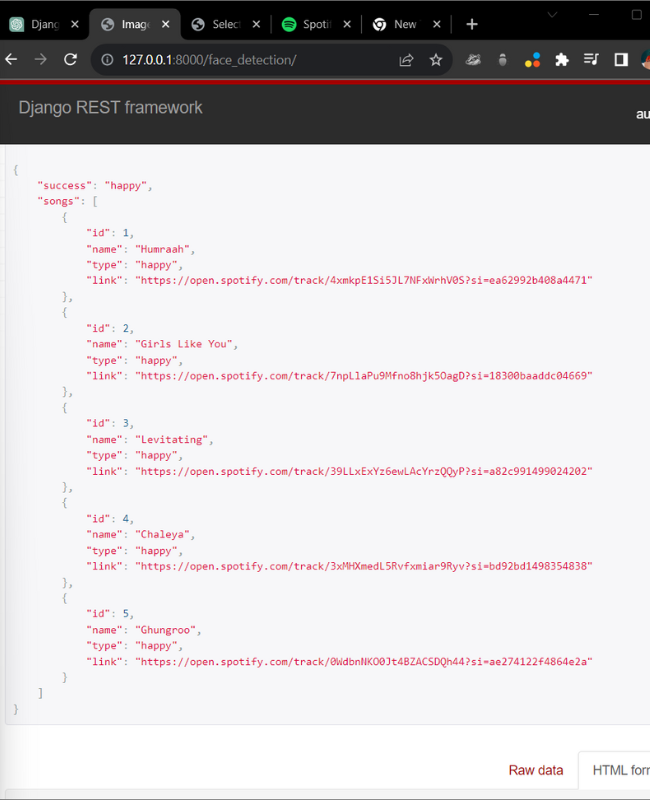 Djang
Image
Select
Spotif
New
127.0.0.1:8000/face_detection/
Django REST framework
au
{
"success": "happy",
"songs": [
{
"id": 1,
"name": "Humraah",
"type": "happy",
"link": "https://open.spotify.com/track/4xmkpE1Si5JL7NFxWrhV0S?si=ea62992b408a4471"
},
{
"id": 2,
"name": "Girls Like You",
"type": "happy",
"link": "https://open.spotify.com/track/7npLlaPu9Mfno8hjk5OagD?si=18300baaddc04669"
},
{
"id": 3,
"name": "Levitating",
"type": "happy",
"link": "https://open.spotify.com/track/39LLxExYz6ewLAcYrzQQyP?si=a82c991499024202"
},
{
"id": 4,
"name": "Chaleya",
"type": "happy",
"link": "https://open.spotify.com/track/3xMHXmedL5Rvfxmiar9Ryv?si=bd92bd1498354838"
},
{
"id": 5,
"name": "Ghungroo",
"type": "happy",
"link": "https://open.spotify.com/track/0WdbnNKO0Jt4BZACSDQh44?si=ae274122f4864e2a"
}
]
}
Raw data
HTML form